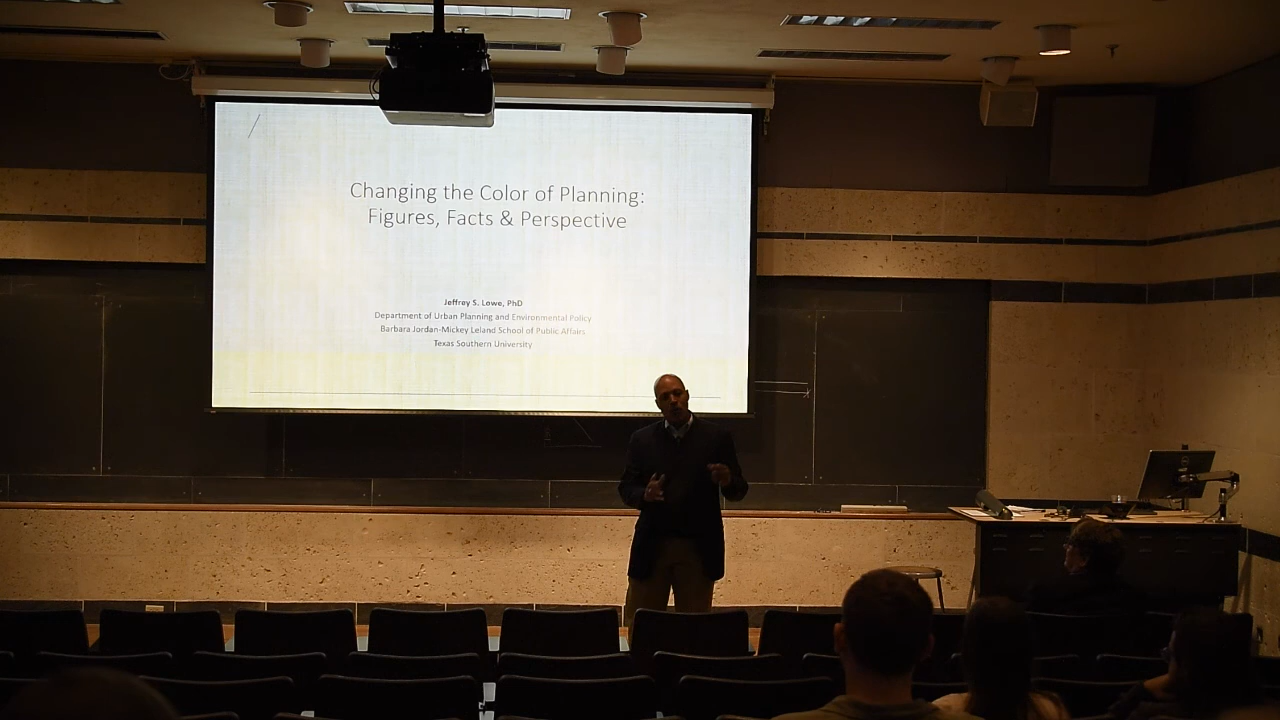 Changing the Color of Planning:
Figures, Facts & Perspective
Jeffrey S. Lowe, PhD
Department of Urban Planning and Environmental Policy
Barbara Jordan-Mickey Leland School of Public Affairs
Texas Southern University